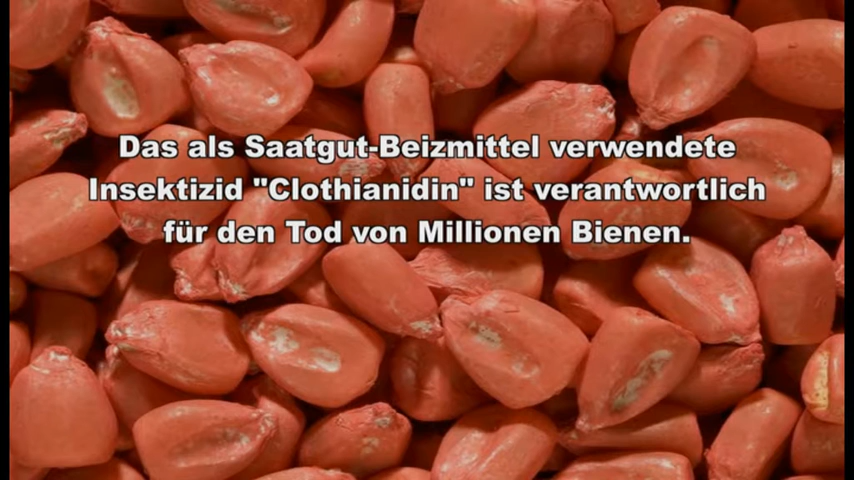 Das als Saatgut-Beizmittel verwendete
Insektizid "Clothianidin" ist verantwortlich
für den Tod von Millionen Bienen.